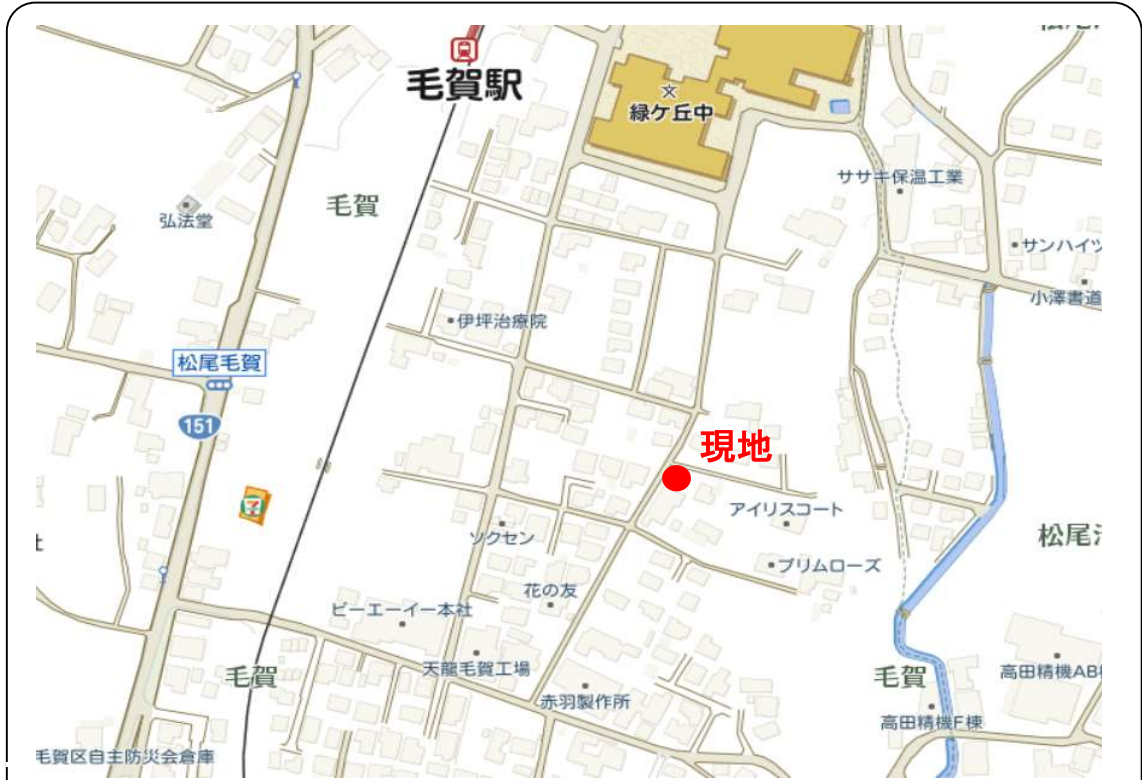 毛賀駅
緑ケ丘中
ササキ保温工業
弘法堂
毛賀
サンハイツ
小澤書道
伊坪治療院
松尾毛賀
151
現地
アイリスコート
ソクセン
松尾
プリムローズ
花の友
ビーエーイー本社
毛賀
天龍毛賀工場
赤羽製作所
毛賀
高田精機AB
高田精機F棟
毛賀区自主防災会倉庫